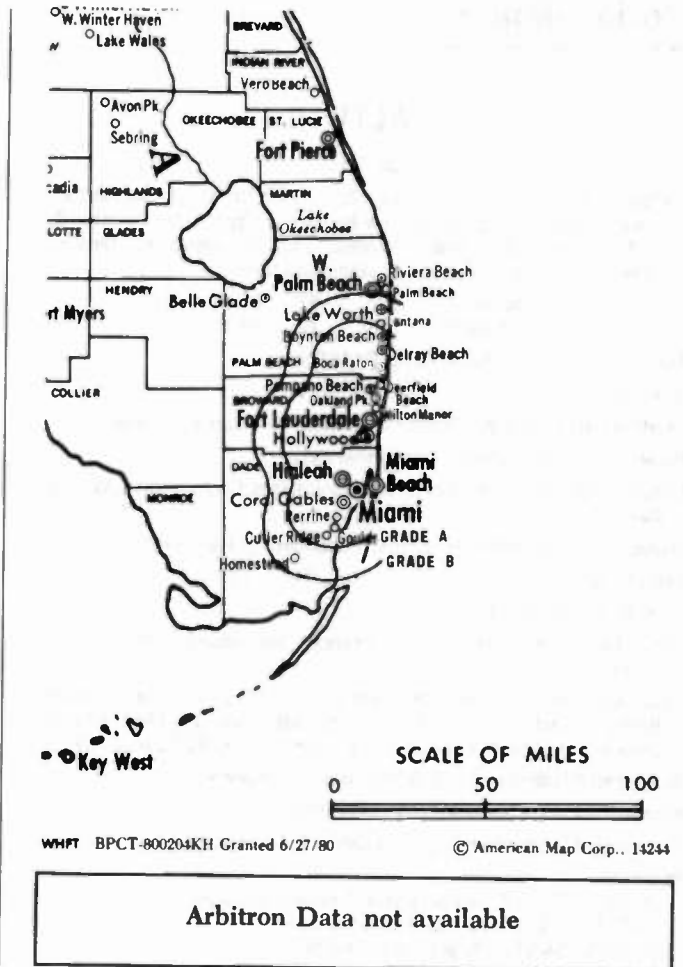 W. Winter Haven
Lake Wales
BREVARD
INDIAN RIVER
Vero Beach
Avon Pk.
Sebring
OKEECHOBEE
ST. LUCIE
Fort Pierce
A
HIGHLANDS
MARTIN
Lake
Okeechobee
cadia
LOTTE
GLADES
HENDRY
W.
Palm Beach
Riviera Beach
Palm Beach
Belle Glade
rt Myers
Lake Worth
Lantana
Boynton Beach
Delray Beach
PALM BEACH
Boca Raton
COLLIER
Pompano Beach
Deerfield
Beach
BROWARD
Oakland Pk.
Wilton Manor
Fort Lauderdale
Hollywood
DADE
Hialeah
Miami
Beach
MONROE
Coral Gables
Miami
Perrine
Cutler Ridge
Goulds
GRADE A
Homestead
GRADE B
Key West
SCALE OF MILES
0 50 100
WHFT BPCT-800204KH Granted 6/27/80
© American Map Corp., 14244
Arbitron Data not available